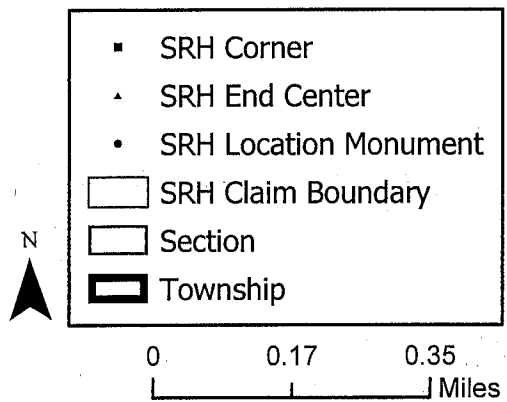 SRH Corner
SRH End Center
SRH Location Monument
SRH Claim Boundary
Section
Township
N
0 0.17 0.35
Miles